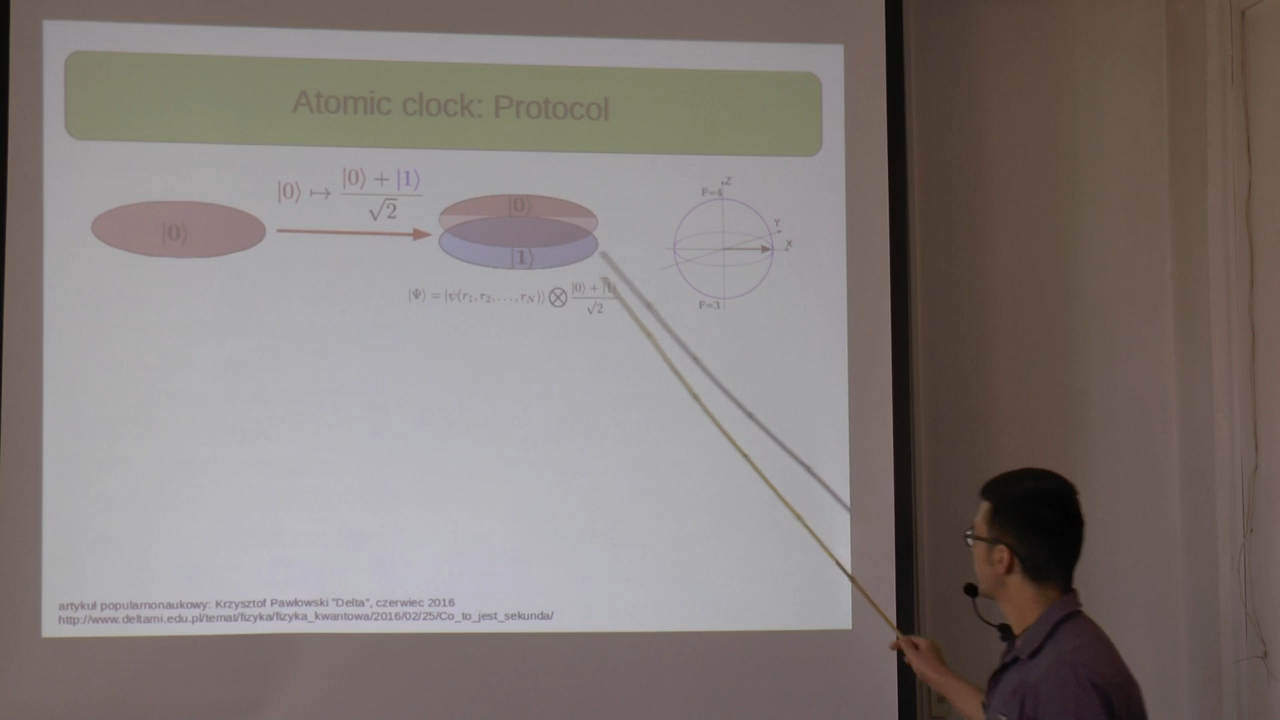 Atomic clock: Protocol
|0⟩ ↦ (|0⟩ + |1⟩)/√2
|0⟩
|0⟩
|1⟩
|Ψ⟩ = |ψ(r₁, r₂, …, r_N)⟩ ⊗ (|0⟩ + |1⟩)/√2
Z
F=4
Y
X
F=3
artykuł popularnonaukowy: Krzysztof Pawłowski "Delta", czerwiec 2016
http://www.deltami.edu.pl/temat/fizyka/fizyka_kwantowa/2016/02/25/Co_to_jest_sekunda/